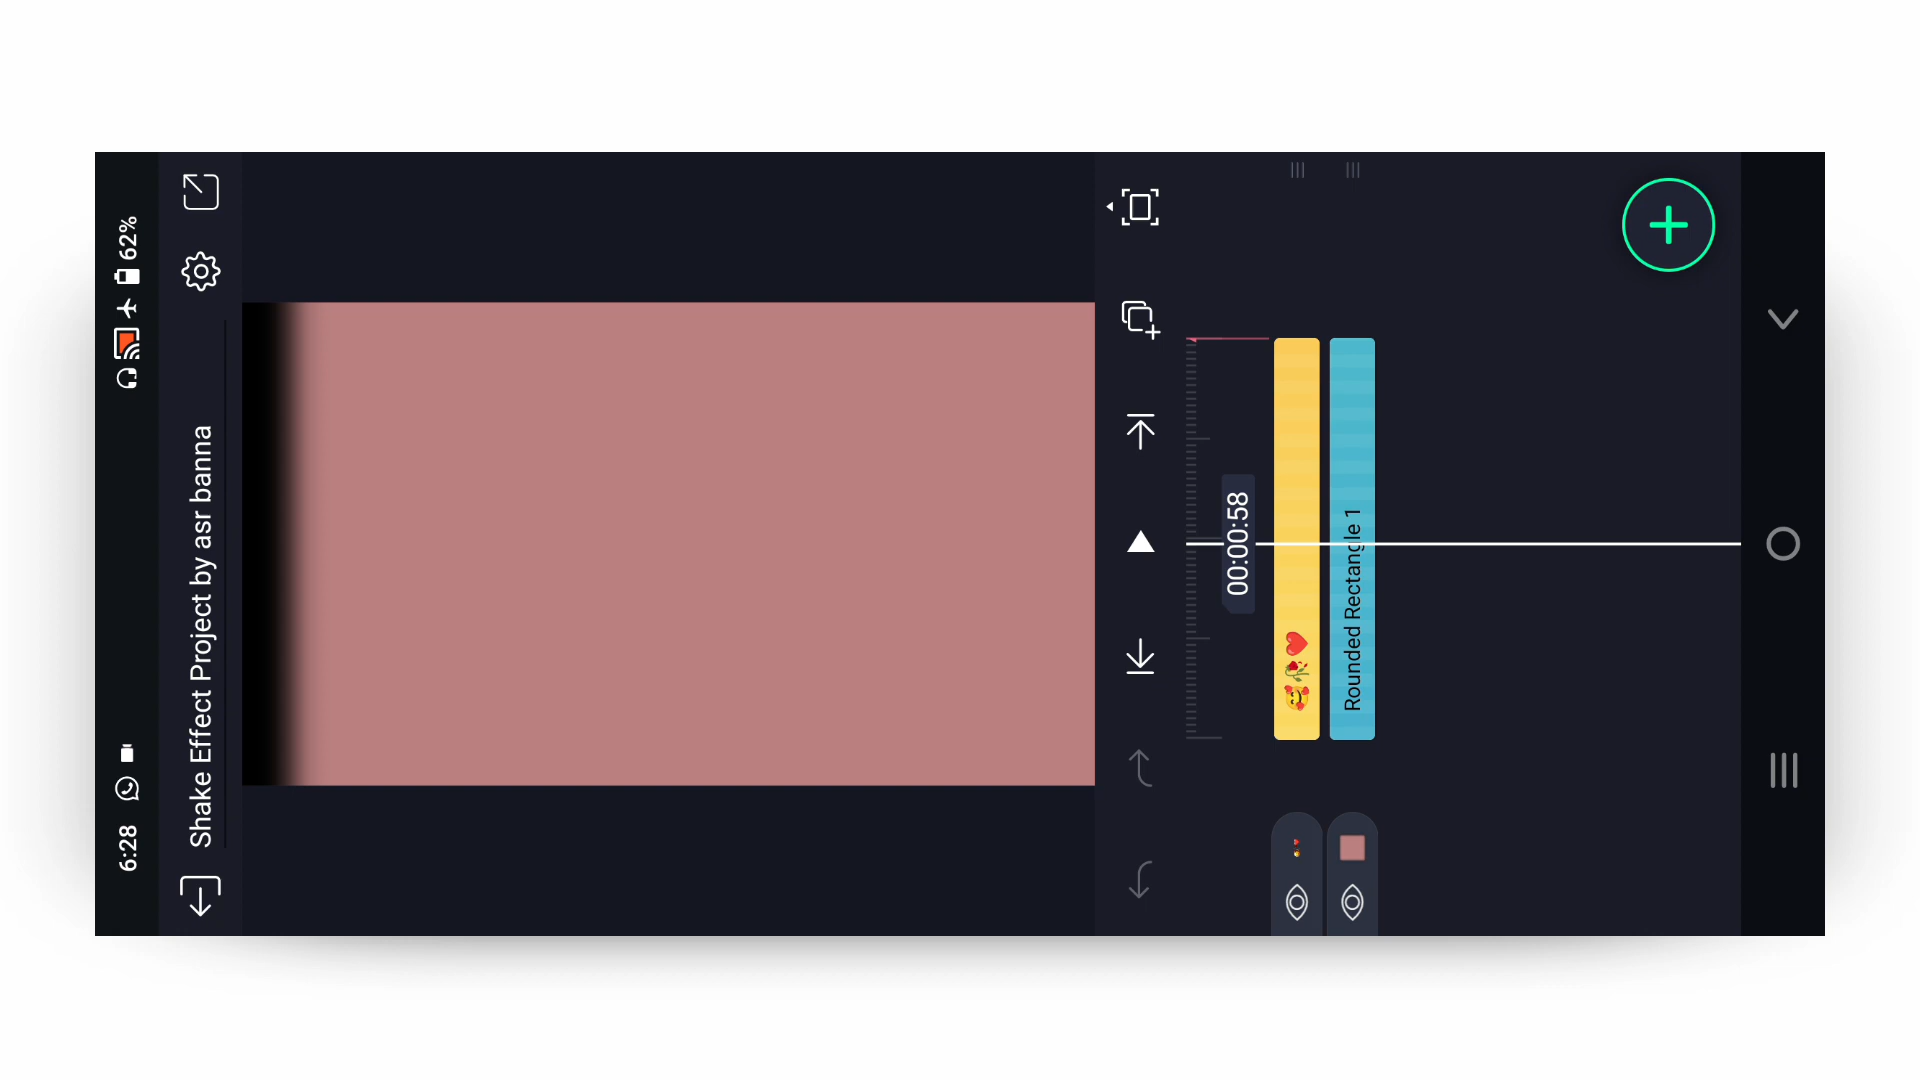 6:28
62%
Shake Effect Project by asr banna
00:00:58
🥰🥀❤️
Rounded Rectangle 1